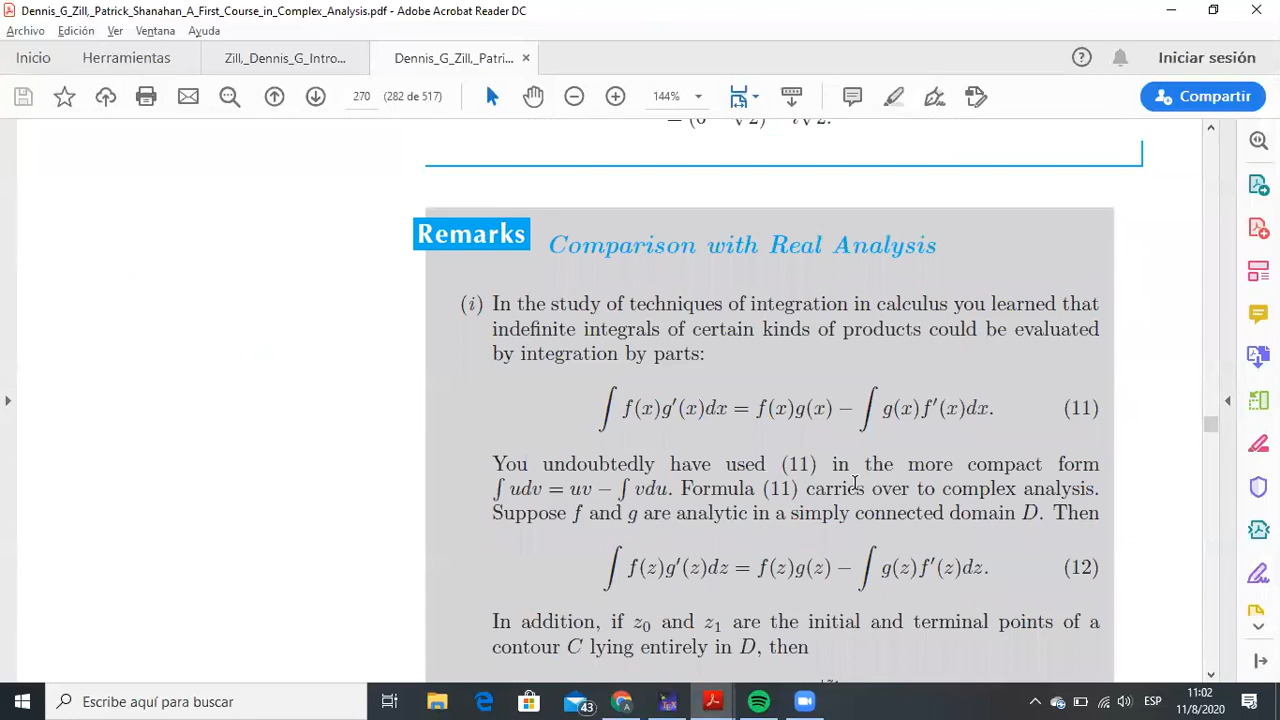 Dennis_G_Zill,_Patrick_Shanahan_A_First_Course_in_Complex_Analysis.pdf - Adobe Acrobat Reader DC
Archivo Edición Ver Ventana Ayuda
Inicio Herramientas Zill,_Dennis_G_Intro... Dennis_G_Zill,_Patri... × Iniciar sesión
270 (282 de 517) 144% Compartir
Remarks Comparison with Real Analysis
(i) In the study of techniques of integration in calculus you learned that
indefinite integrals of certain kinds of products could be evaluated
by integration by parts:
∫ f(x)g′(x)dx = f(x)g(x) − ∫ g(x)f′(x)dx. (11)
You undoubtedly have used (11) in the more compact form
∫ udv = uv − ∫ vdu. Formula (11) carries over to complex analysis.
Suppose f and g are analytic in a simply connected domain D. Then
∫ f(z)g′(z)dz = f(z)g(z) − ∫ g(z)f′(z)dz. (12)
In addition, if z₀ and z₁ are the initial and terminal points of a
contour C lying entirely in D, then
Escribe aquí para buscar 43 ESP 11:02
11/8/2020